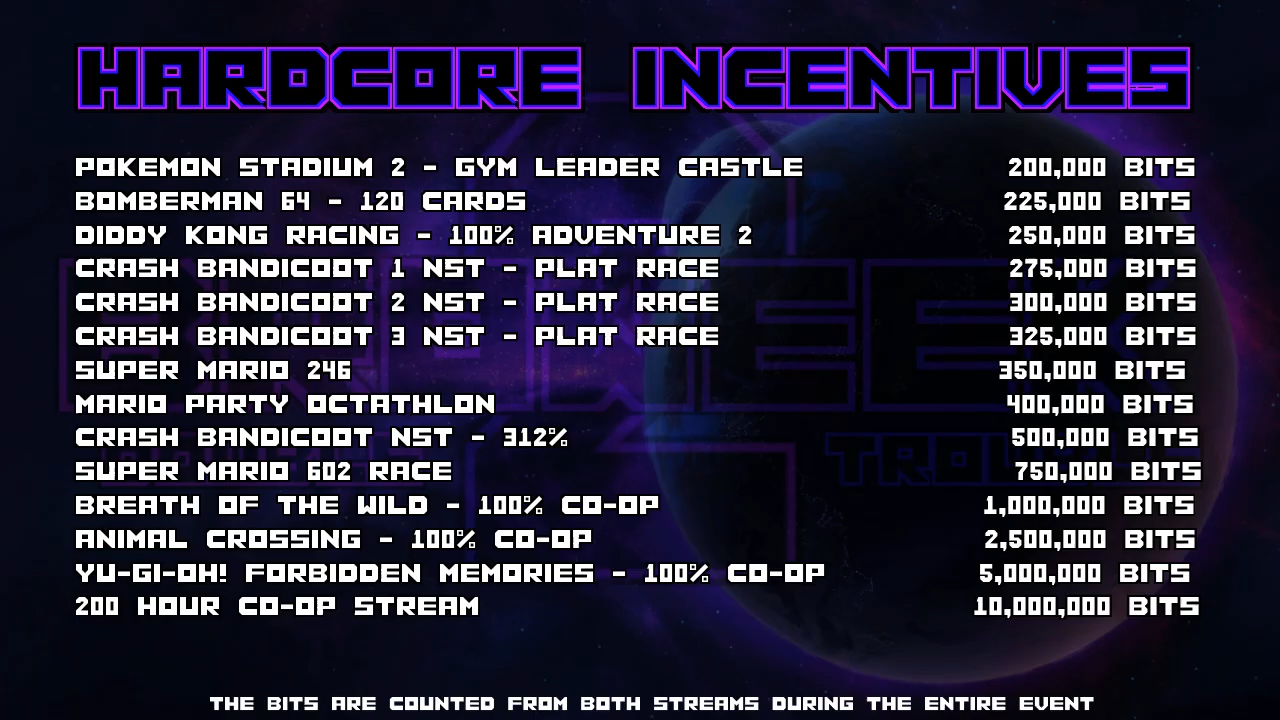 HARDCORE INCENTIVES
POKEMON STADIUM 2 - GYM LEADER CASTLE 200,000 BITS
BOMBERMAN 64 - 120 CARDS 225,000 BITS
DIDDY KONG RACING - 100% ADVENTURE 2 250,000 BITS
CRASH BANDICOOT 1 NST - PLAT RACE 275,000 BITS
CRASH BANDICOOT 2 NST - PLAT RACE 300,000 BITS
CRASH BANDICOOT 3 NST - PLAT RACE 325,000 BITS
SUPER MARIO 246 350,000 BITS
MARIO PARTY OCTATHLON 400,000 BITS
CRASH BANDICOOT NST - 312% 500,000 BITS
SUPER MARIO 602 RACE 750,000 BITS
BREATH OF THE WILD - 100% CO-OP 1,000,000 BITS
ANIMAL CROSSING - 100% CO-OP 2,500,000 BITS
YU-GI-OH! FORBIDDEN MEMORIES - 100% CO-OP 5,000,000 BITS
200 HOUR CO-OP STREAM 10,000,000 BITS
THE BITS ARE COUNTED FROM BOTH STREAMS DURING THE ENTIRE EVENT